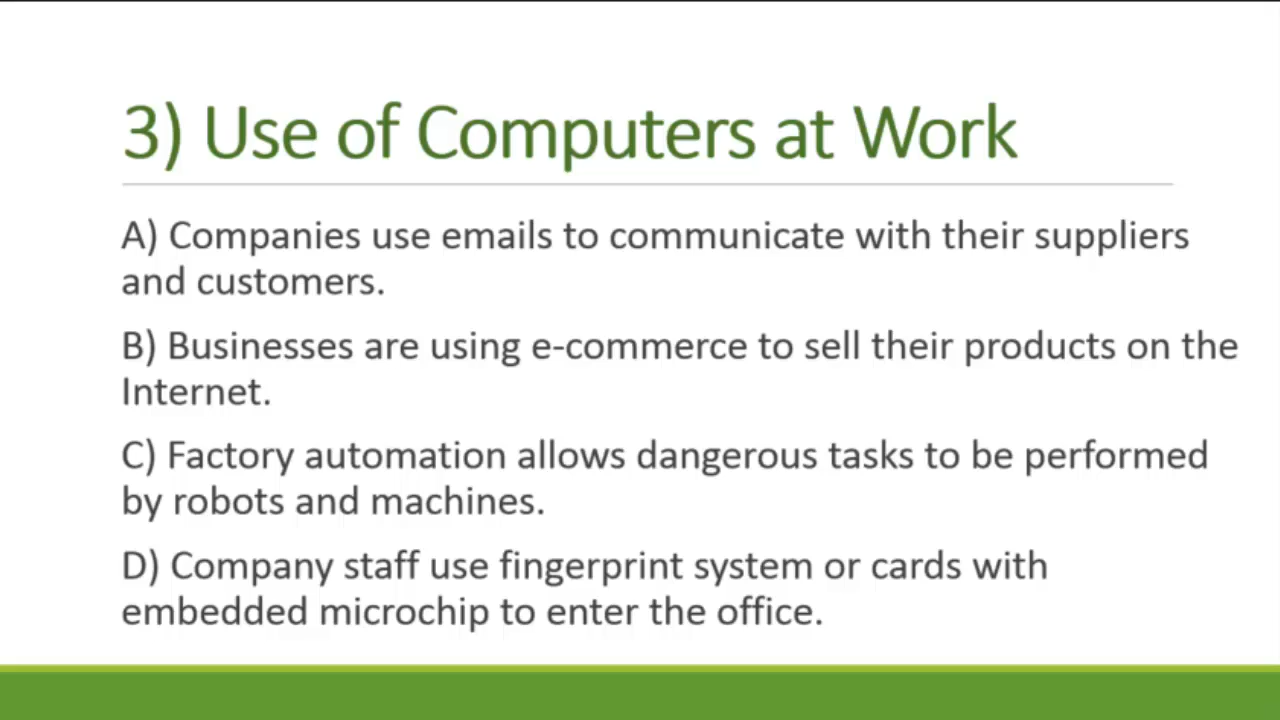 3) Use of Computers at Work
A) Companies use emails to communicate with their suppliers
and customers.
B) Businesses are using e-commerce to sell their products on the
Internet.
C) Factory automation allows dangerous tasks to be performed
by robots and machines.
D) Company staff use fingerprint system or cards with
embedded microchip to enter the office.